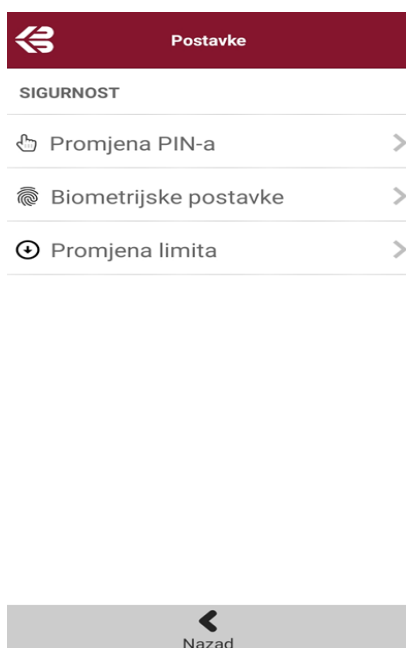 Postavke
SIGURNOST
Promjena PIN-a
Biometrijske postavke
Promjena limita
Nazad